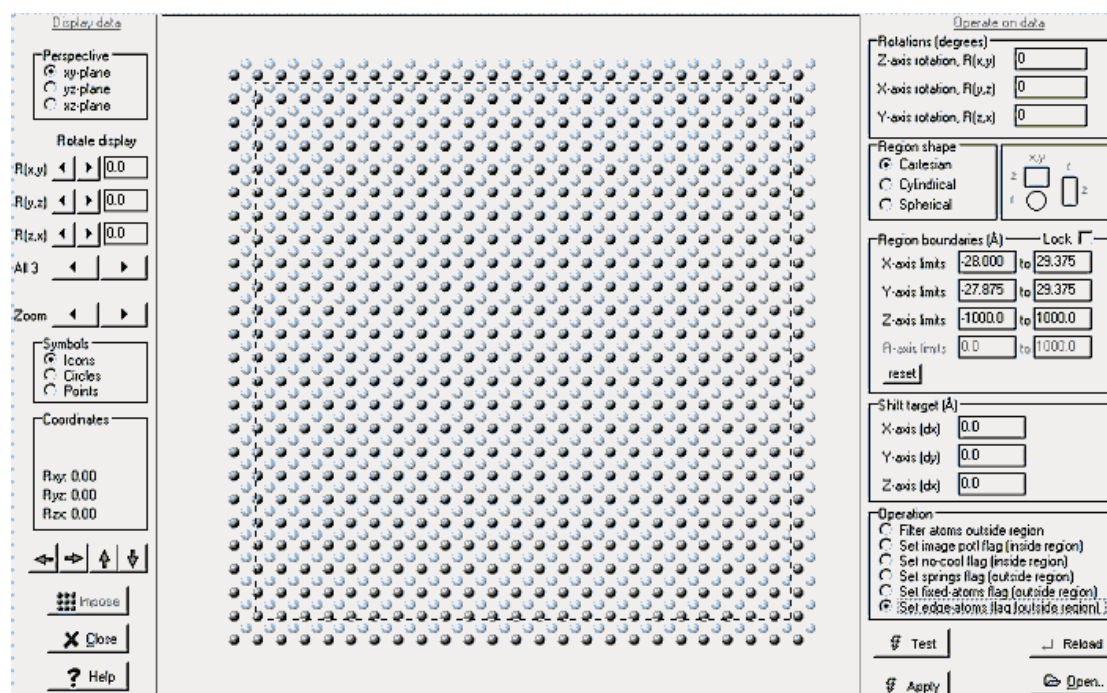 Display data
Perspective
xy-plane
yz-plane
xz-plane
Rotate display
R(x,y) 0.0
R(y,z) 0.0
R(z,x) 0.0
All 3
Zoom
Symbols
Icons
Circles
Points
Coordinates
Rxy: 0.00
Ryz: 0.00
Rzx: 0.00
Impose
Close
? Help
Operate on data
Rotations (degrees)
Z-axis rotation, R(x,y) 0
X-axis rotation, R(y,z) 0
Y-axis rotation, R(z,x) 0
Region shape
Cartesian
Cylindrical
Spherical
x,y
z
r
r
z
Region boundaries (Å) Lock
X-axis limits -28.000 to 29.375
Y-axis limits -27.875 to 29.375
Z-axis limits -1000.0 to 1000.0
R-axis limits 0.0 to 1000.0
reset
Shift target (Å)
X-axis (dx) 0.0
Y-axis (dy) 0.0
Z-axis (dx) 0.0
Operation
Filter atoms outside region
Set image potl flag (inside region)
Set no-cool flag (inside region)
Set springs flag (outside region)
Set fixed-atoms flag (outside region)
Set edge-atoms flag (outside region)
Test Reload
Apply Open..